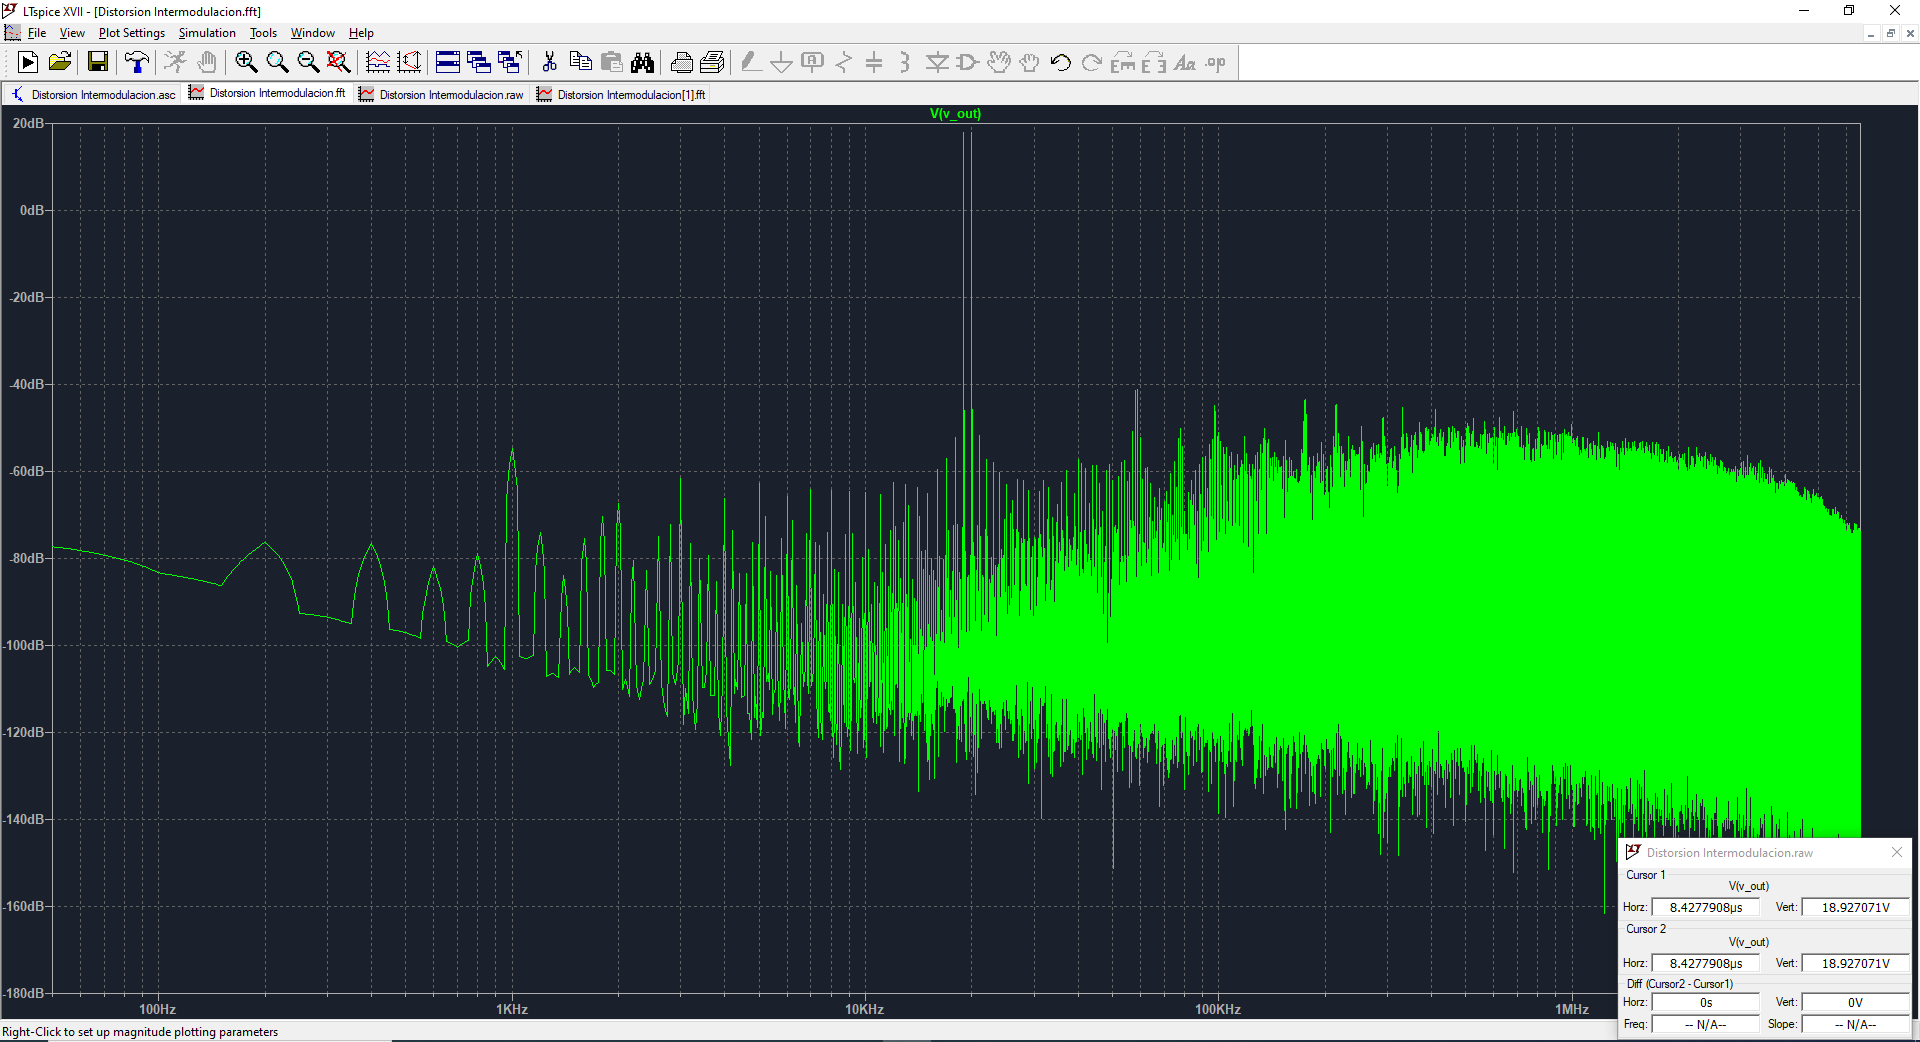 LTspice XVII - [Distorsion Intermodulacion.fft]
File View Plot Settings Simulation Tools Window Help
Distorsion Intermodulacion.asc Distorsion Intermodulacion.fft Distorsion Intermodulacion.raw Distorsion Intermodulacion[1].fft
V(v_out)
20dB
0dB
-20dB
-40dB
-60dB
-80dB
-100dB
-120dB
-140dB
-160dB
-180dB
100Hz 1KHz 10KHz 100KHz 1MHz
Distorsion Intermodulacion.raw
Cursor 1
V(v_out)
Horz: 8.4277908µs Vert: 18.927071V
Cursor 2
V(v_out)
Horz: 8.4277908µs Vert: 18.927071V
Diff (Cursor2 - Cursor1)
Horz: 0s Vert: 0V
Freq: -- N/A-- Slope: -- N/A--
Right-Click to set up magnitude plotting parameters